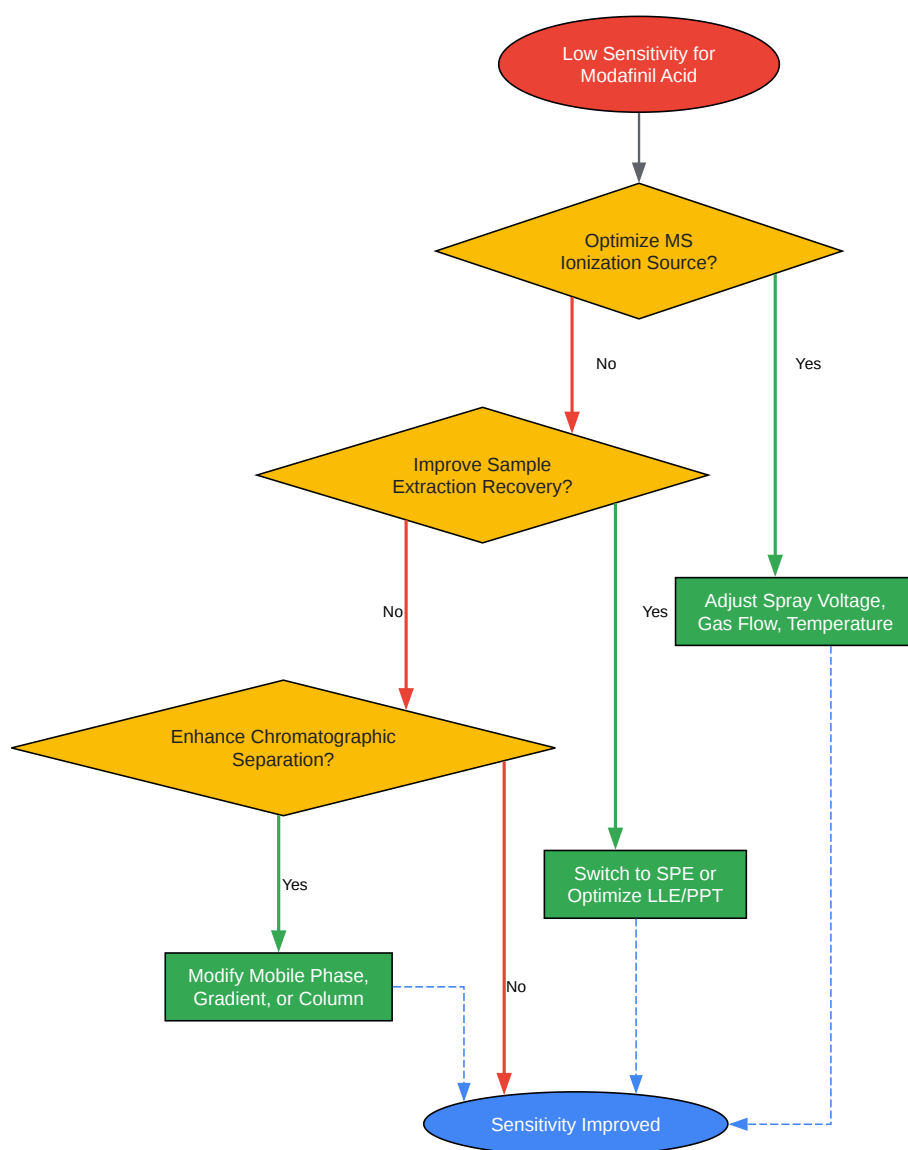 Low Sensitivity for
Modafinil Acid
Optimize MS
Ionization Source?
No
Yes
Improve Sample
Extraction Recovery?
No
Yes
Adjust Spray Voltage,
Gas Flow, Temperature
Enhance Chromatographic
Separation?
Yes
Switch to SPE or
Optimize LLE/PPT
Modify Mobile Phase,
Gradient, or Column
No
Sensitivity Improved